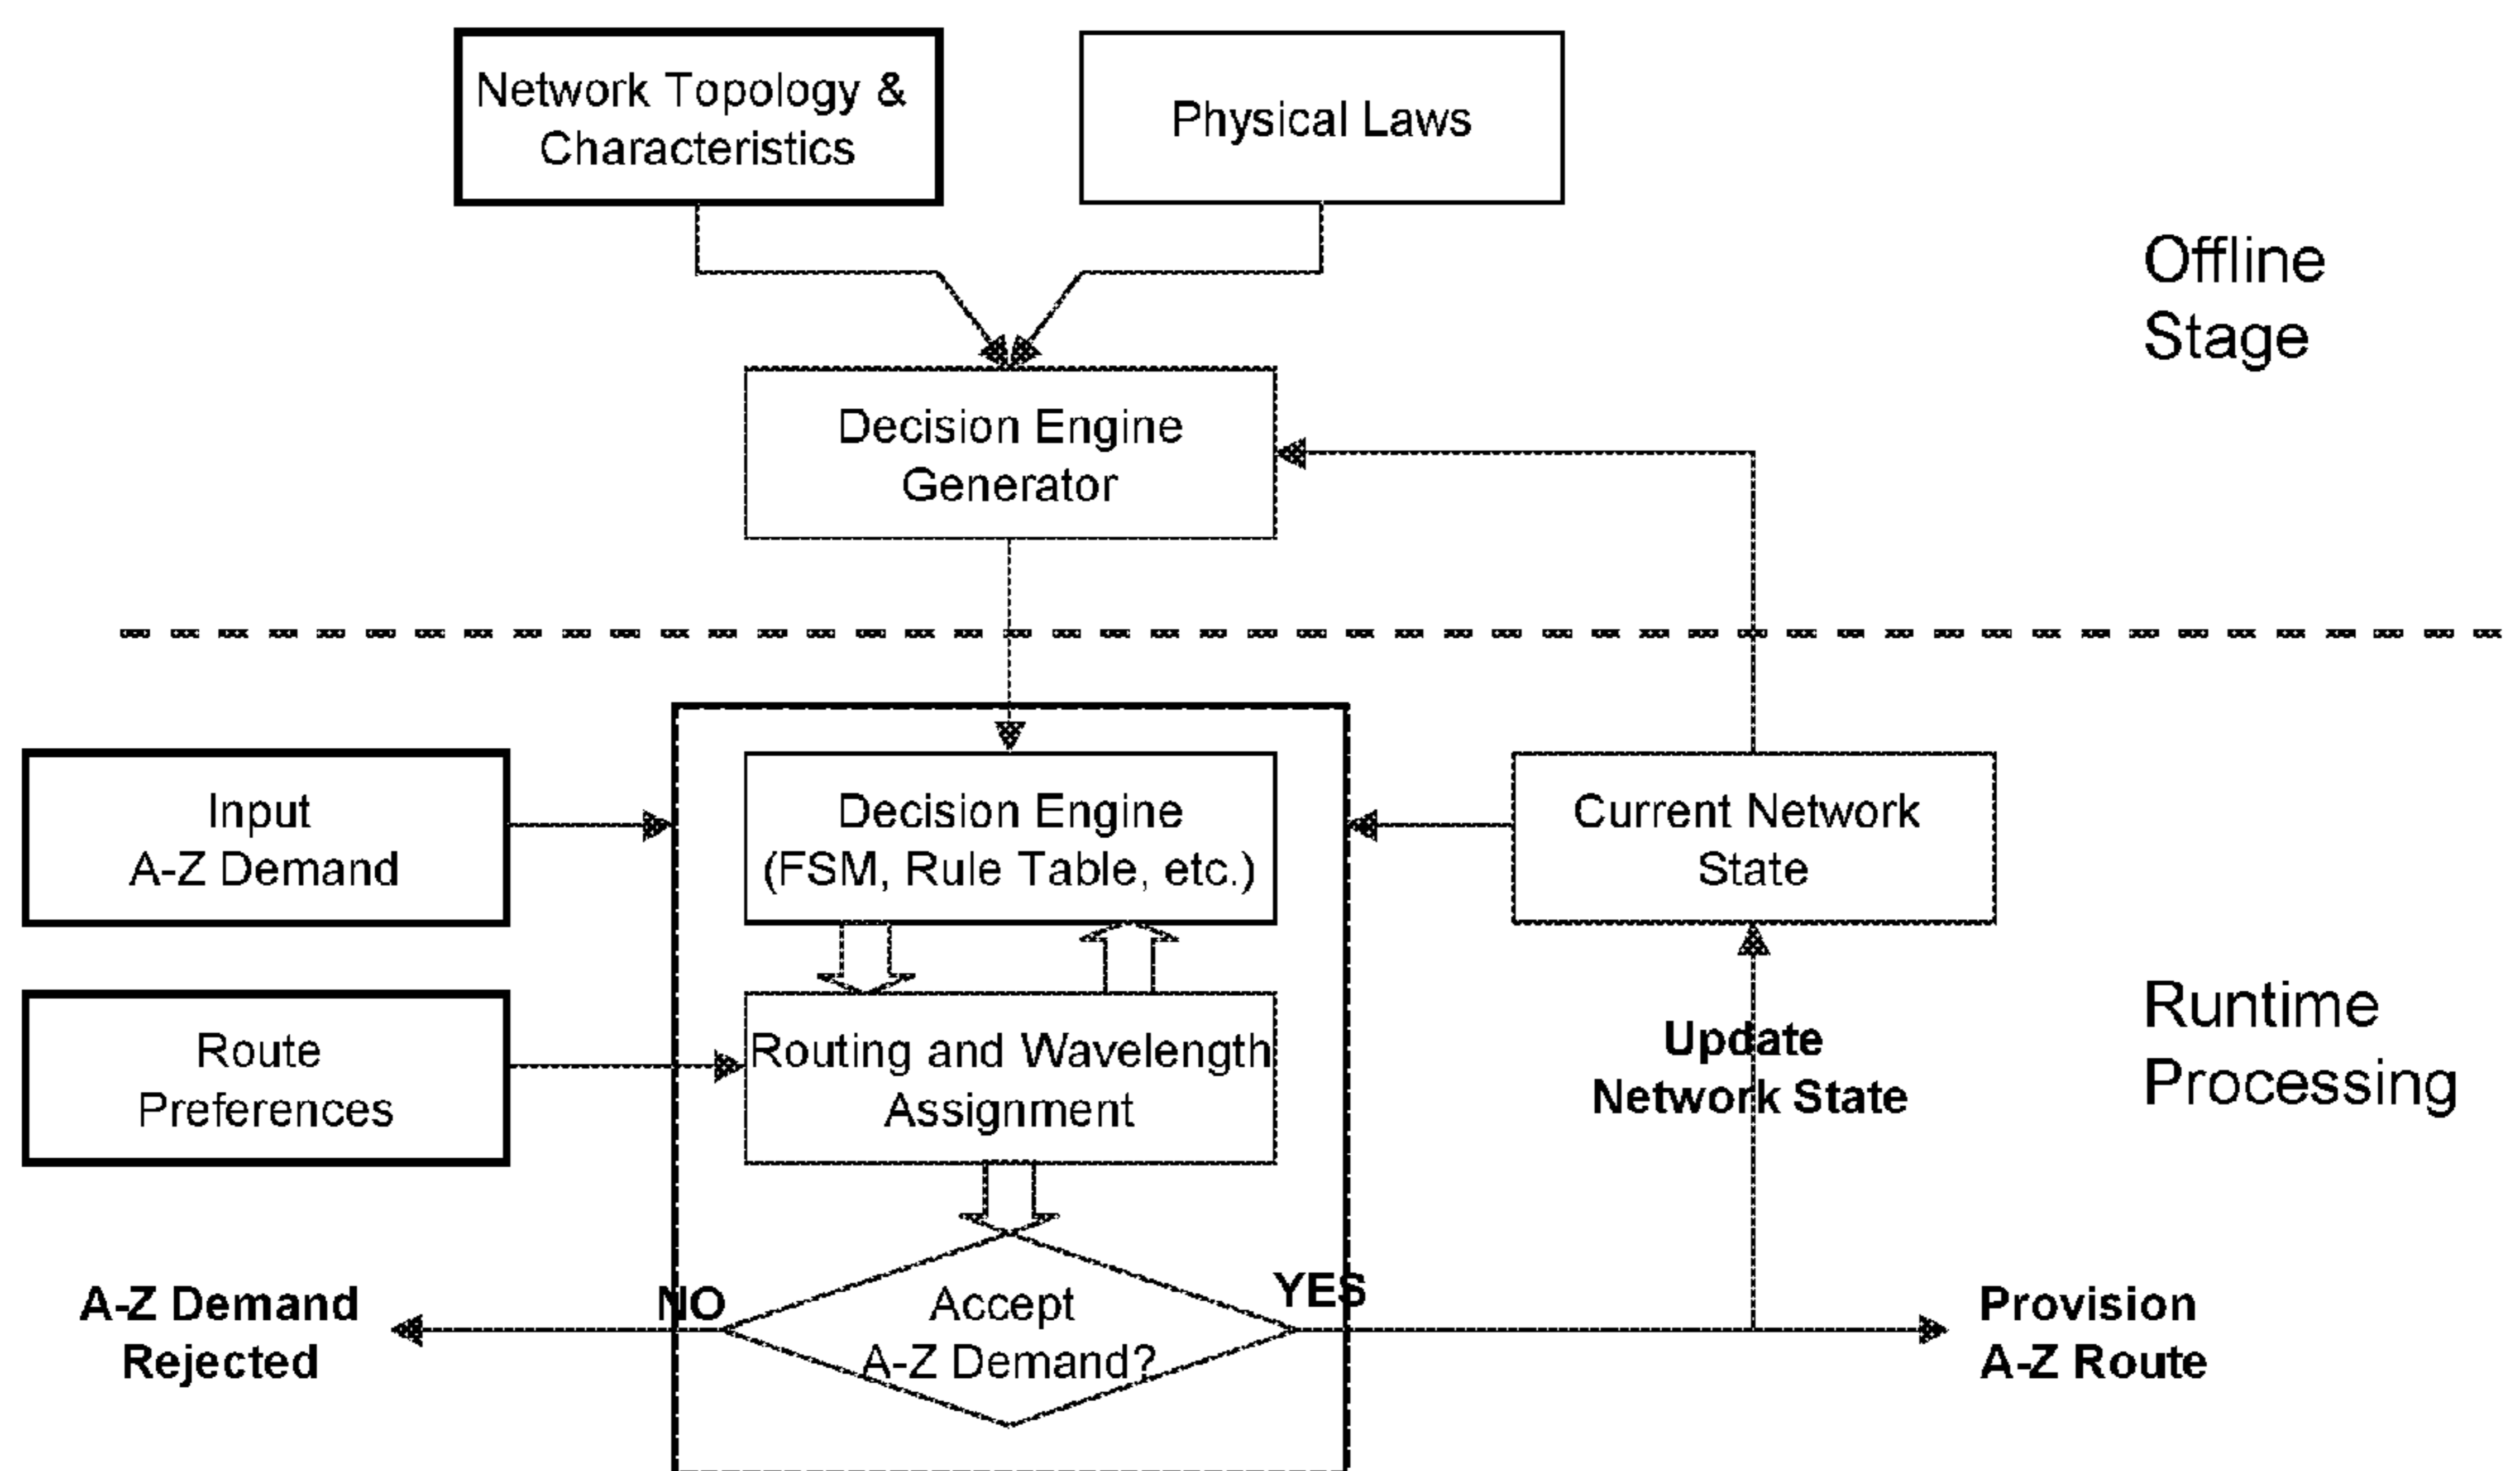 Network Topology &
Characteristics
Physical Laws
Offline
Stage
Decision Engine
Generator
Input
A-Z Demand
Decision Engine
(FSM, Rule Table, etc.)
Current Network
State
Route
Preferences
Routing and Wavelength
Assignment
Update
Network State
Runtime
Processing
A-Z Demand
Rejected
NO
Accept
A-Z Demand?
YES
Provision
A-Z Route